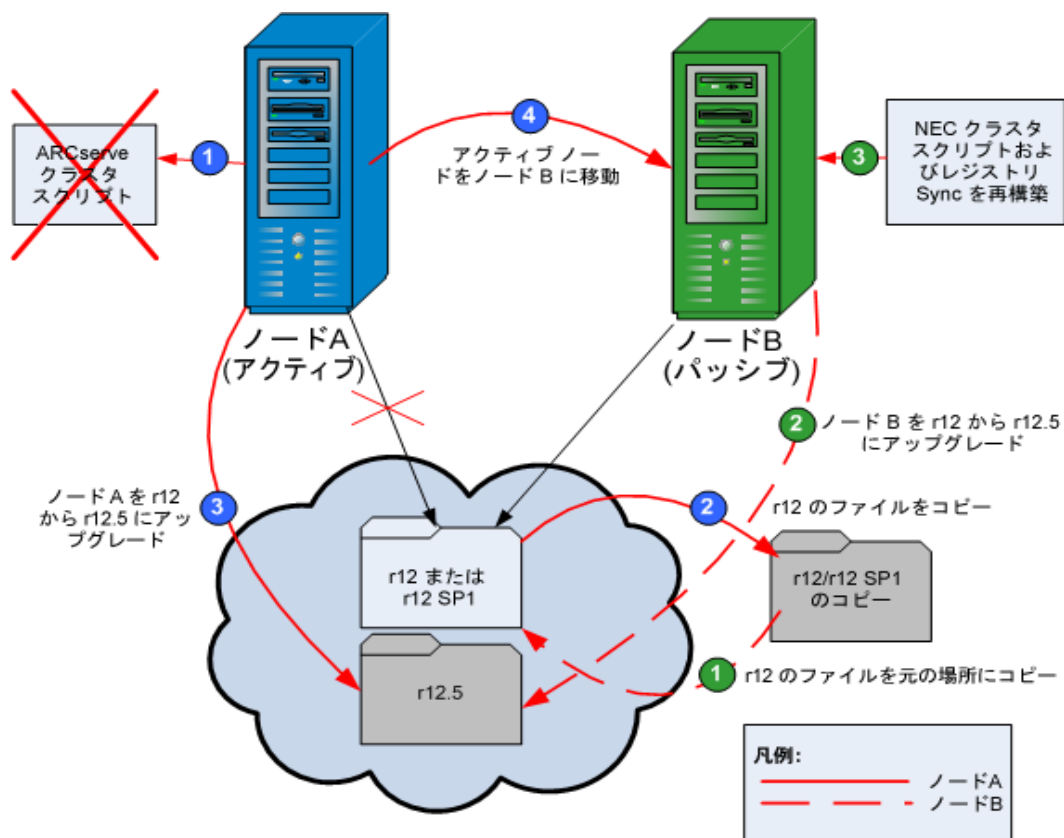 ARCserve
クラスタ
スクリプト
1
4
アクティブ ノー
ドをノード B に移動
3
NEC クラスタ
スクリプトおよ
びレジストリ
Sync を再構築
ノードA
(アクティブ)
ノードB
(パッシブ)
2
ノード B を r12 から r12.5
にアップグレード
ノード A を r12
から r12.5 にアッ
プグレード
3
2
r12 のファイルをコピー
r12 または
r12 SP1
r12/r12 SP1
のコピー
1
r12 のファイルを元の場所にコピー
r12.5
凡例:
ノードA
ノードB